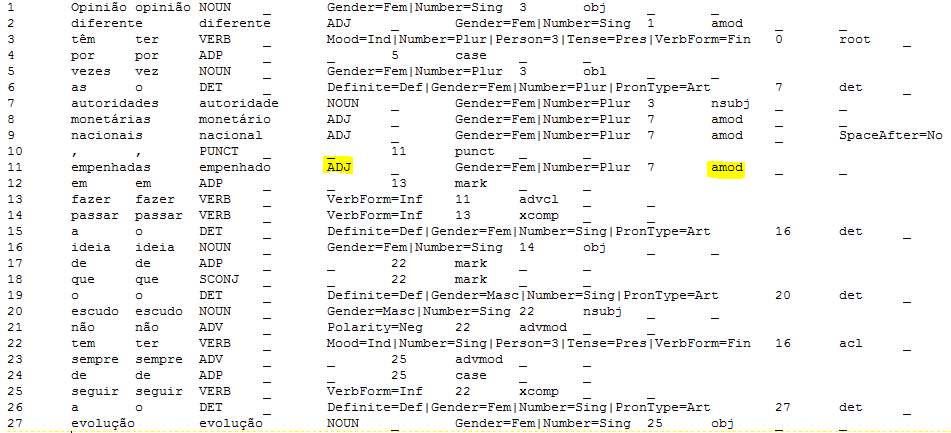 1 Opinião opinião NOUN _ Gender=Fem|Number=Sing 3 obj _ _
2 diferente diferente ADJ _ Gender=Fem|Number=Sing 1 amod _ _
3 têm ter VERB _ Mood=Ind|Number=Plur|Person=3|Tense=Pres|VerbForm=Fin 0 root _
4 por por ADP _ _ 5 case _ _
5 vezes vez NOUN _ Gender=Fem|Number=Plur 3 obl _ _
6 as o DET _ Definite=Def|Gender=Fem|Number=Plur|PronType=Art 7 det _
7 autoridades autoridade NOUN _ Gender=Fem|Number=Plur 3 nsubj _ _
8 monetárias monetário ADJ _ Gender=Fem|Number=Plur 7 amod _ _
9 nacionais nacional ADJ _ Gender=Fem|Number=Plur 7 amod _ SpaceAfter=No
10 , , PUNCT _ _ 11 punct _ _
11 empenhadas empenhado ADJ _ Gender=Fem|Number=Plur 7 amod _ _
12 em em ADP _ _ 13 mark _ _
13 fazer fazer VERB _ VerbForm=Inf 11 advcl _ _
14 passar passar VERB _ VerbForm=Inf 13 xcomp _ _
15 a o DET _ Definite=Def|Gender=Fem|Number=Sing|PronType=Art 16 det _
16 ideia ideia NOUN _ Gender=Fem|Number=Sing 14 obj _ _
17 de de ADP _ _ 22 mark _ _
18 que que SCONJ _ _ 22 mark _ _
19 o o DET _ Definite=Def|Gender=Masc|Number=Sing|PronType=Art 20 det _
20 escudo escudo NOUN _ Gender=Masc|Number=Sing 22 nsubj _ _
21 não não ADV _ Polarity=Neg 22 advmod _ _
22 tem ter VERB _ Mood=Ind|Number=Sing|Person=3|Tense=Pres|VerbForm=Fin 16 acl _
23 sempre sempre ADV _ _ 25 advmod _ _
24 de de ADP _ _ 25 case _ _
25 seguir seguir VERB _ VerbForm=Inf 22 xcomp _ _
26 a o DET _ Definite=Def|Gender=Fem|Number=Sing|PronType=Art 27 det _
27 evolução evolução NOUN _ Gender=Fem|Number=Sing 25 obj _ _